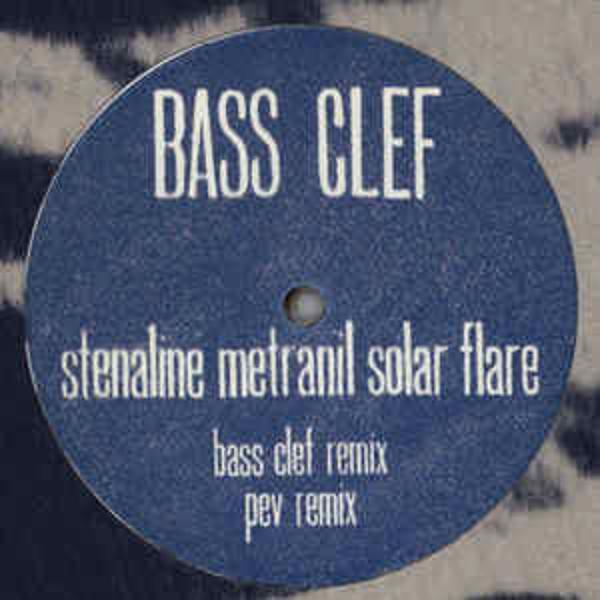 BASS CLEF
stenaline metranil solar flare
bass clef remix
pev remix